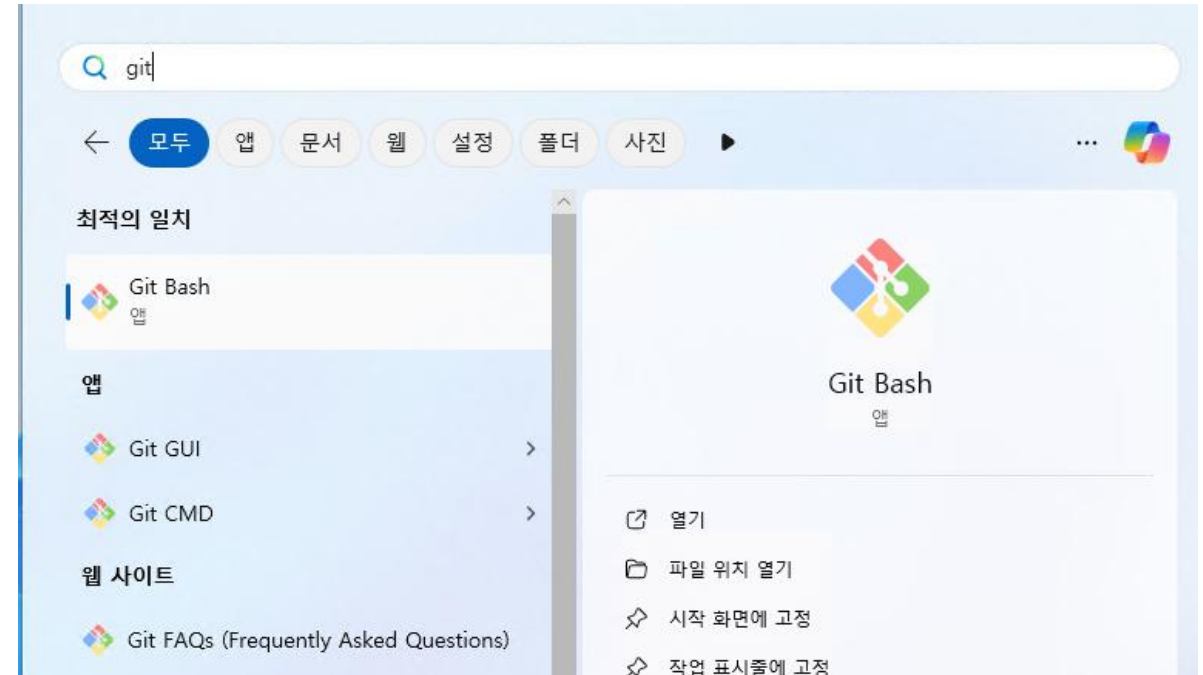 git
모두 앱 문서 웹 설정 폴더 사진 ...
최적의 일치
Git Bash
앱
앱
Git GUI
Git CMD
웹 사이트
Git FAQs (Frequently Asked Questions)
Git Bash
앱
열기
파일 위치 열기
시작 화면에 고정
작업 표시줄에 고정